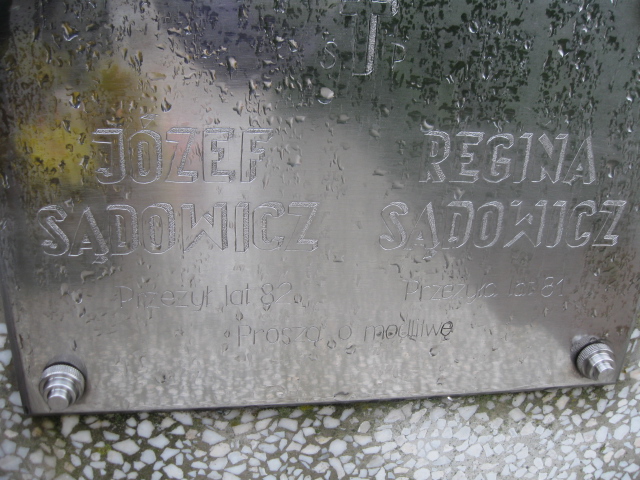 Ś P
JÓZEF REGINA
SĄDOWICZ SĄDOWICZ
Przeżył lat 82 Przeżyła lat 81
Proszą o modlitwę